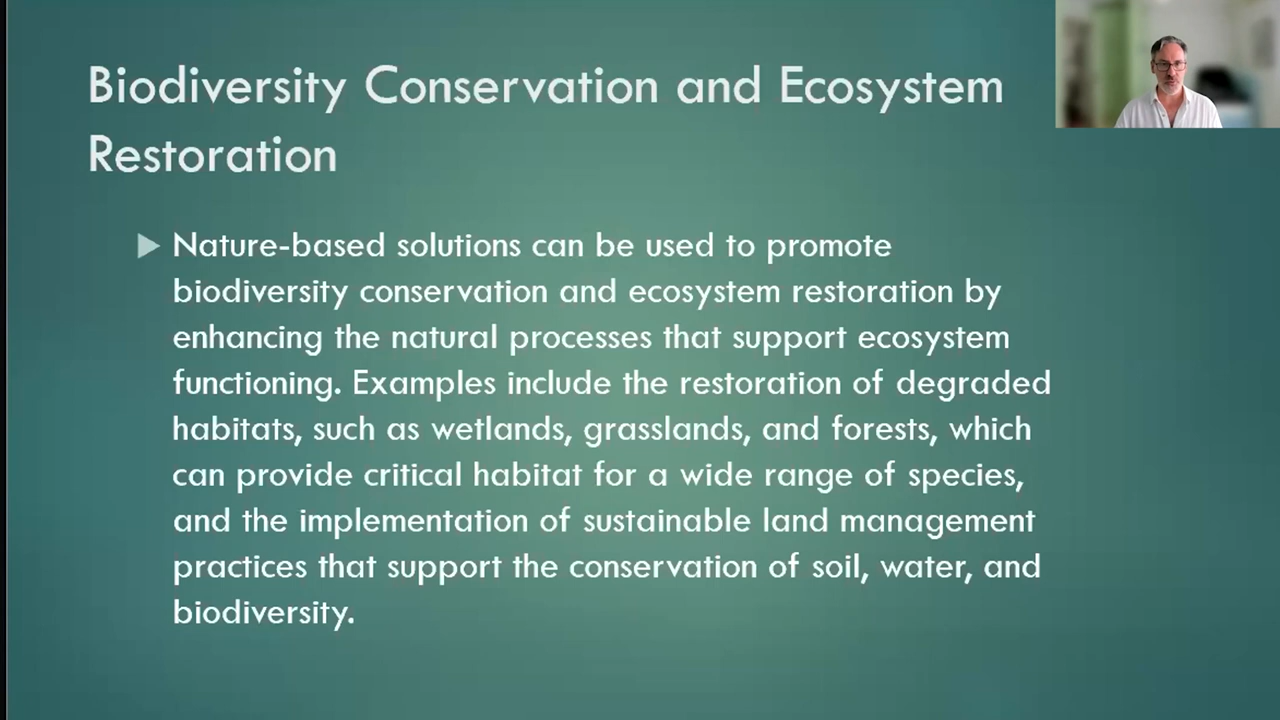 Biodiversity Conservation and Ecosystem
Restoration
Nature-based solutions can be used to promote
biodiversity conservation and ecosystem restoration by
enhancing the natural processes that support ecosystem
functioning. Examples include the restoration of degraded
habitats, such as wetlands, grasslands, and forests, which
can provide critical habitat for a wide range of species,
and the implementation of sustainable land management
practices that support the conservation of soil, water, and
biodiversity.